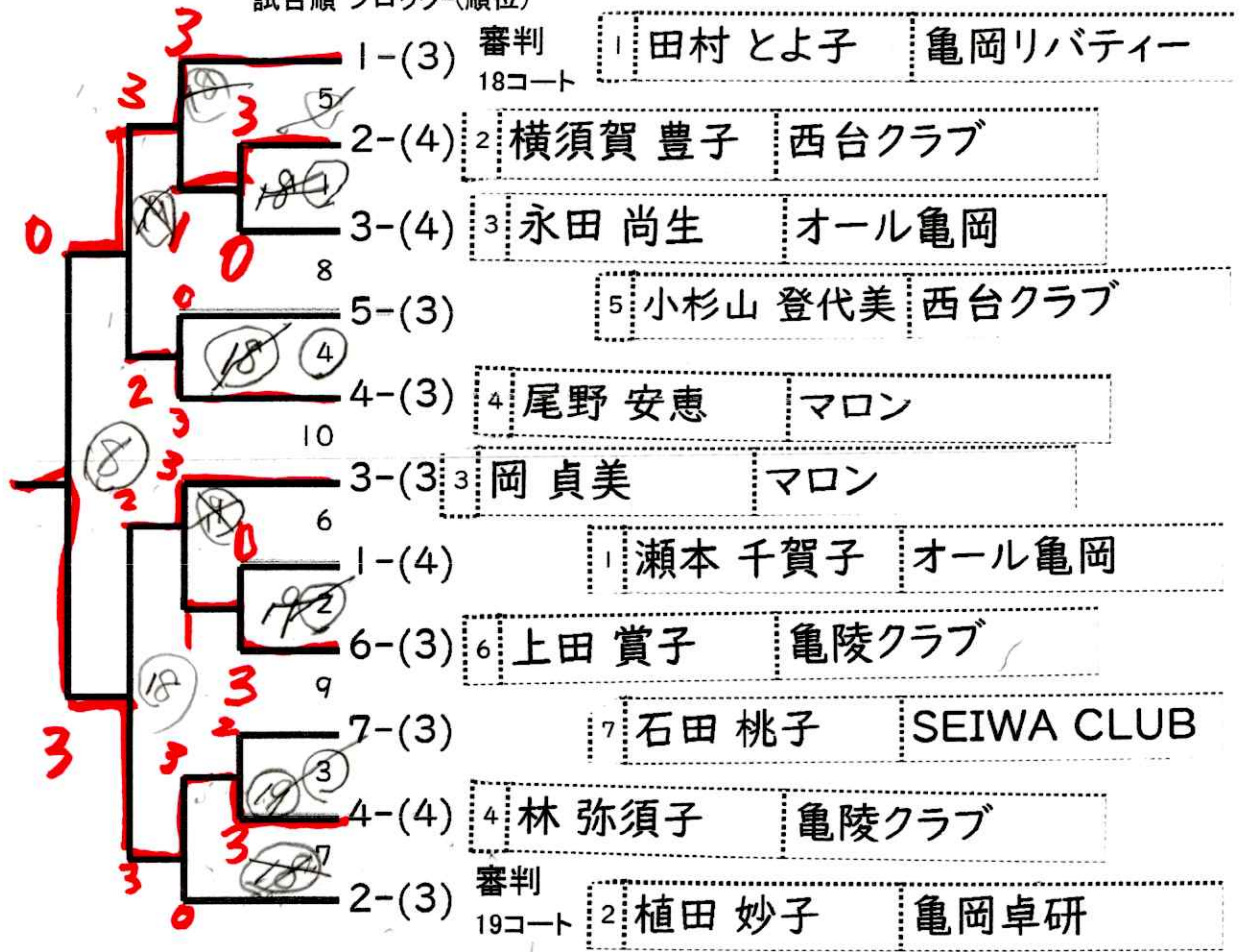 試合順 ブロック-(順位)
3
1-(3) 審判 18コート 1 田村 とよ子 亀岡リバティー
3 5
3 2-(4) 2 横須賀 豊子 西台クラブ
18 1
0 1 0 3-(4) 3 永田 尚生 オール亀岡
8
0 5-(3) 5 小杉山 登代美 西台クラブ
18 4
2 3 4-(3) 4 尾野 安恵 マロン
10
8 2 3 3-(3 3 岡 貞美 マロン
6
0 1-(4) 1 瀬本 千賀子 オール亀岡
19 2
1 6-(3) 6 上田 賞子 亀陵クラブ
18 3 9
3 2 7-(3) 7 石田 桃子 SEIWA CLUB
3 19 3
3 4-(4) 4 林 弥須子 亀陵クラブ
18 7
3 0 2-(3) 審判 19コート 2 植田 妙子 亀岡卓研